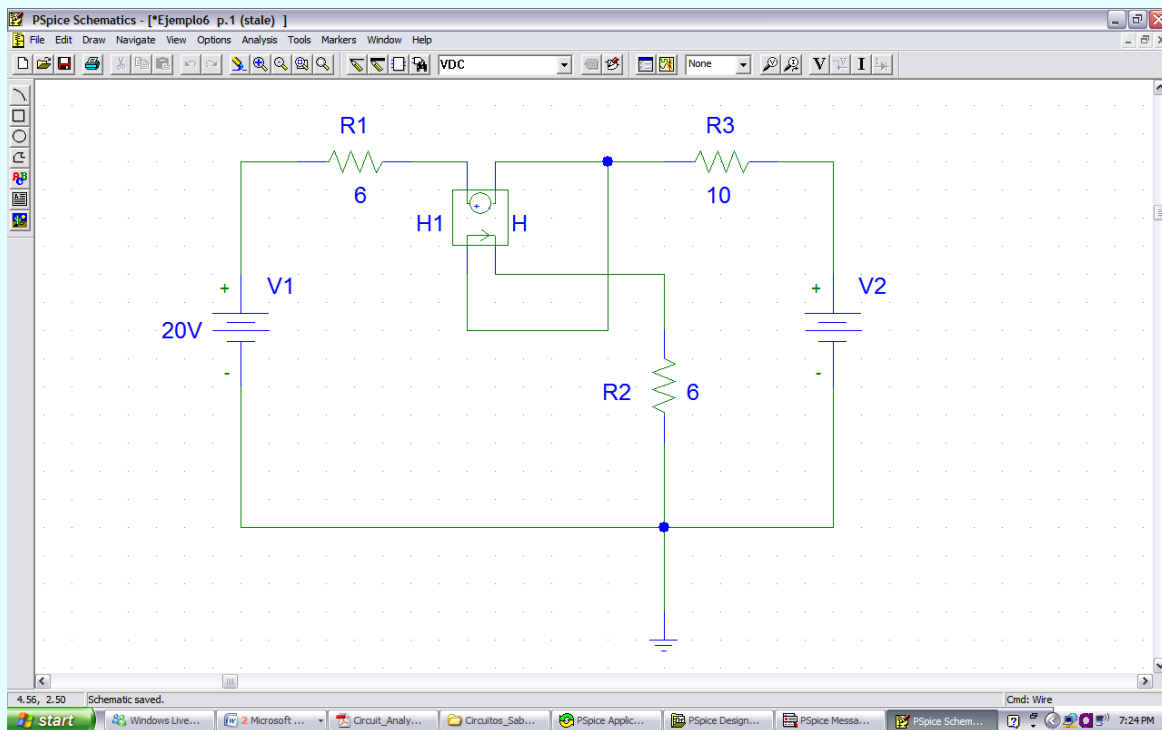 PSpice Schematics - [*Ejemplo6 p.1 (stale) ]
File Edit Draw Navigate View Options Analysis Tools Markers Window Help
VDC None V V I I
R1 R3
6 10
H1 + H
+ V1 + V2
20V
- -
R2 6
4.56, 2.50 Schematic saved. Cmd: Wire
start Windows Live... 2 Microsoft ... Circuit_Analy... Circuitos_Sab... PSpice Applic... PSpice Design... PSpice Messa... PSpice Schem... 7:24 PM